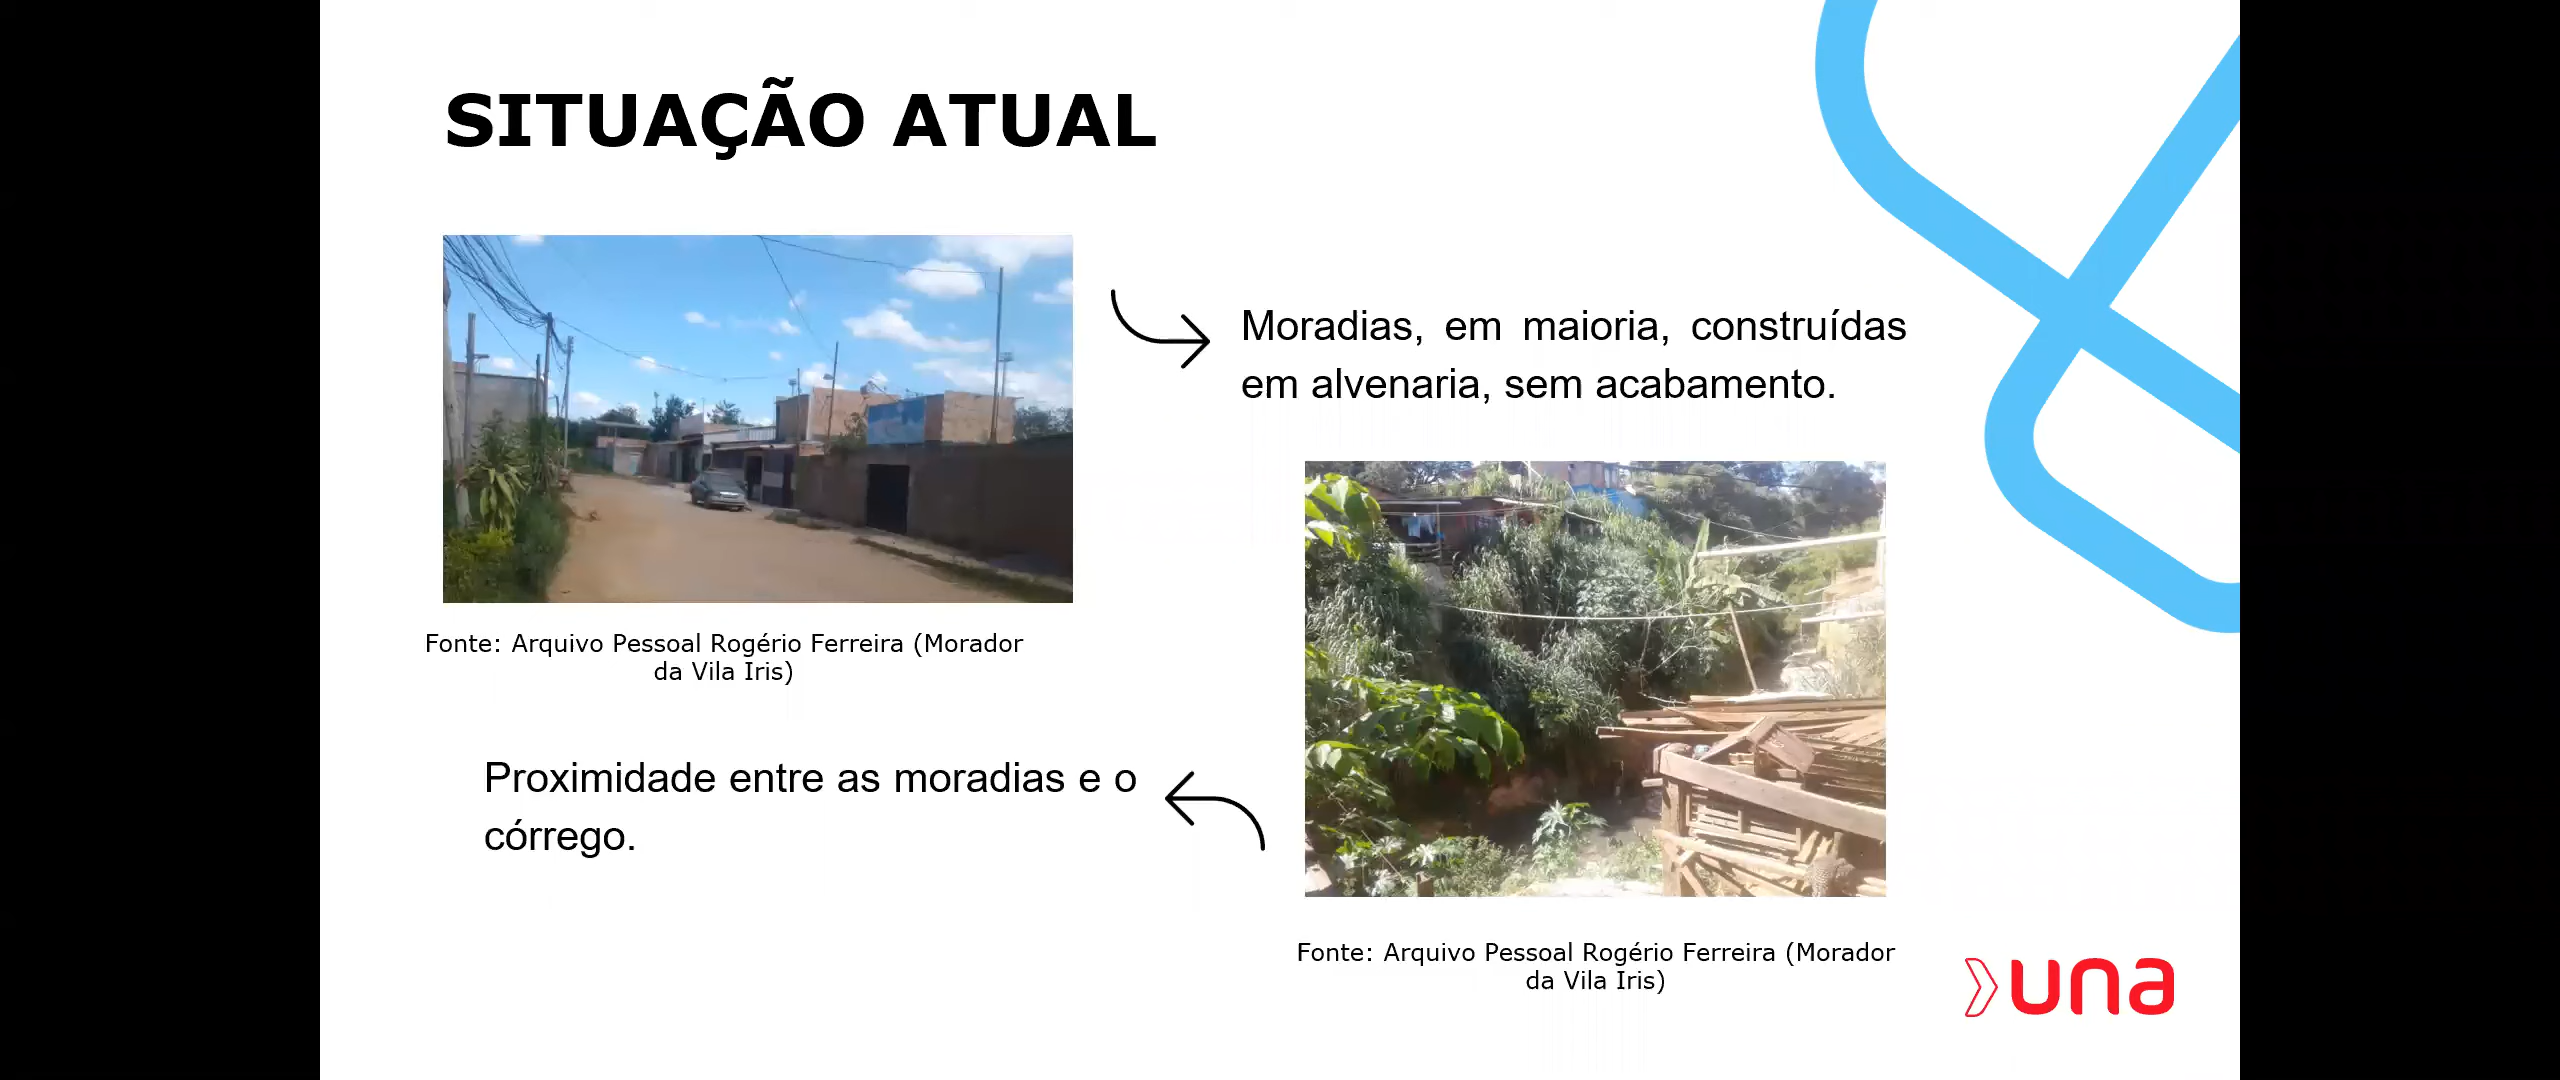 SITUAÇÃO ATUAL
Moradias, em maioria, construídas
em alvenaria, sem acabamento.
Fonte: Arquivo Pessoal Rogério Ferreira (Morador
da Vila Iris)
Proximidade entre as moradias e o
córrego.
Fonte: Arquivo Pessoal Rogério Ferreira (Morador
da Vila Iris)
una